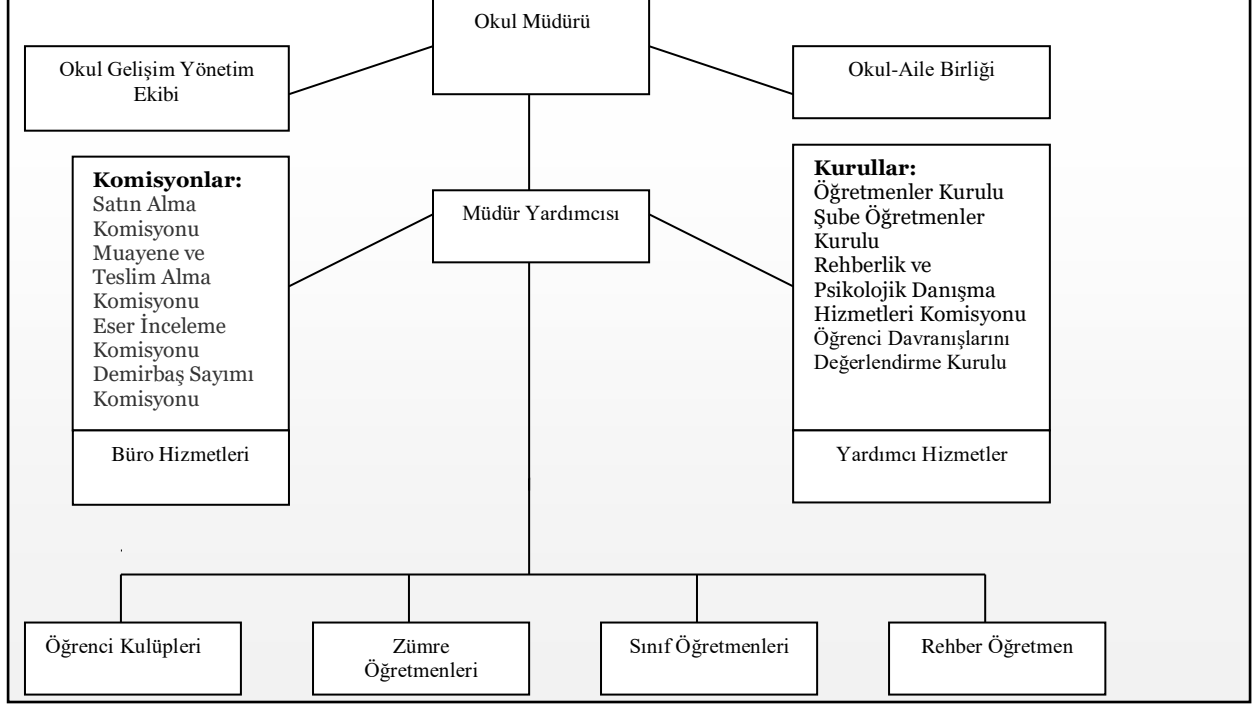 Okul Müdürü
Okul Gelişim Yönetim
Ekibi
Okul-Aile Birliği
Komisyonlar:
Satın Alma
Komisyonu
Muayene ve
Teslim Alma
Komisyonu
Eser İnceleme
Komisyonu
Demirbaş Sayımı
Komisyonu
Müdür Yardımcısı
Kurullar:
Öğretmenler Kurulu
Şube Öğretmenler
Kurulu
Rehberlik ve
Psikolojik Danışma
Hizmetleri Komisyonu
Öğrenci Davranışlarını
Değerlendirme Kurulu
Büro Hizmetleri
Yardımcı Hizmetler
Öğrenci Kulüpleri
Zümre
Öğretmenleri
Sınıf Öğretmenleri
Rehber Öğretmen